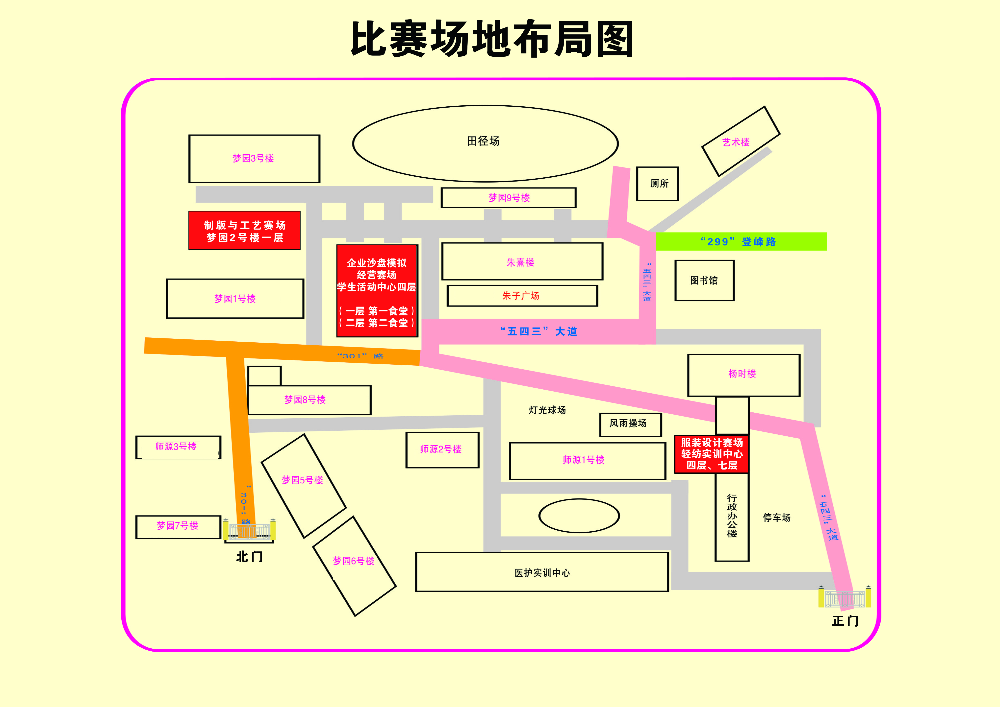 比赛场地布局图
田径场
艺术楼
梦园3号楼
厕所
梦园9号楼
制版与工艺赛场
梦园2号楼一层
“299”登峰路
企业沙盘模拟
经营赛场
学生活动中心四层
（一层 第一食堂）
（二层 第二食堂）
朱熹楼
“五四三”大道
图书馆
朱子广场
梦园1号楼
“五四三”大道
“301”路
杨时楼
梦园8号楼
灯光球场
风雨操场
服装设计赛场
轻纺实训中心
四层、七层
师源3号楼
师源2号楼
师源1号楼
梦园5号楼
“301”路
行政办公楼
停车场
“五四三”大道
梦园7号楼
北门
梦园6号楼
医护实训中心
正门